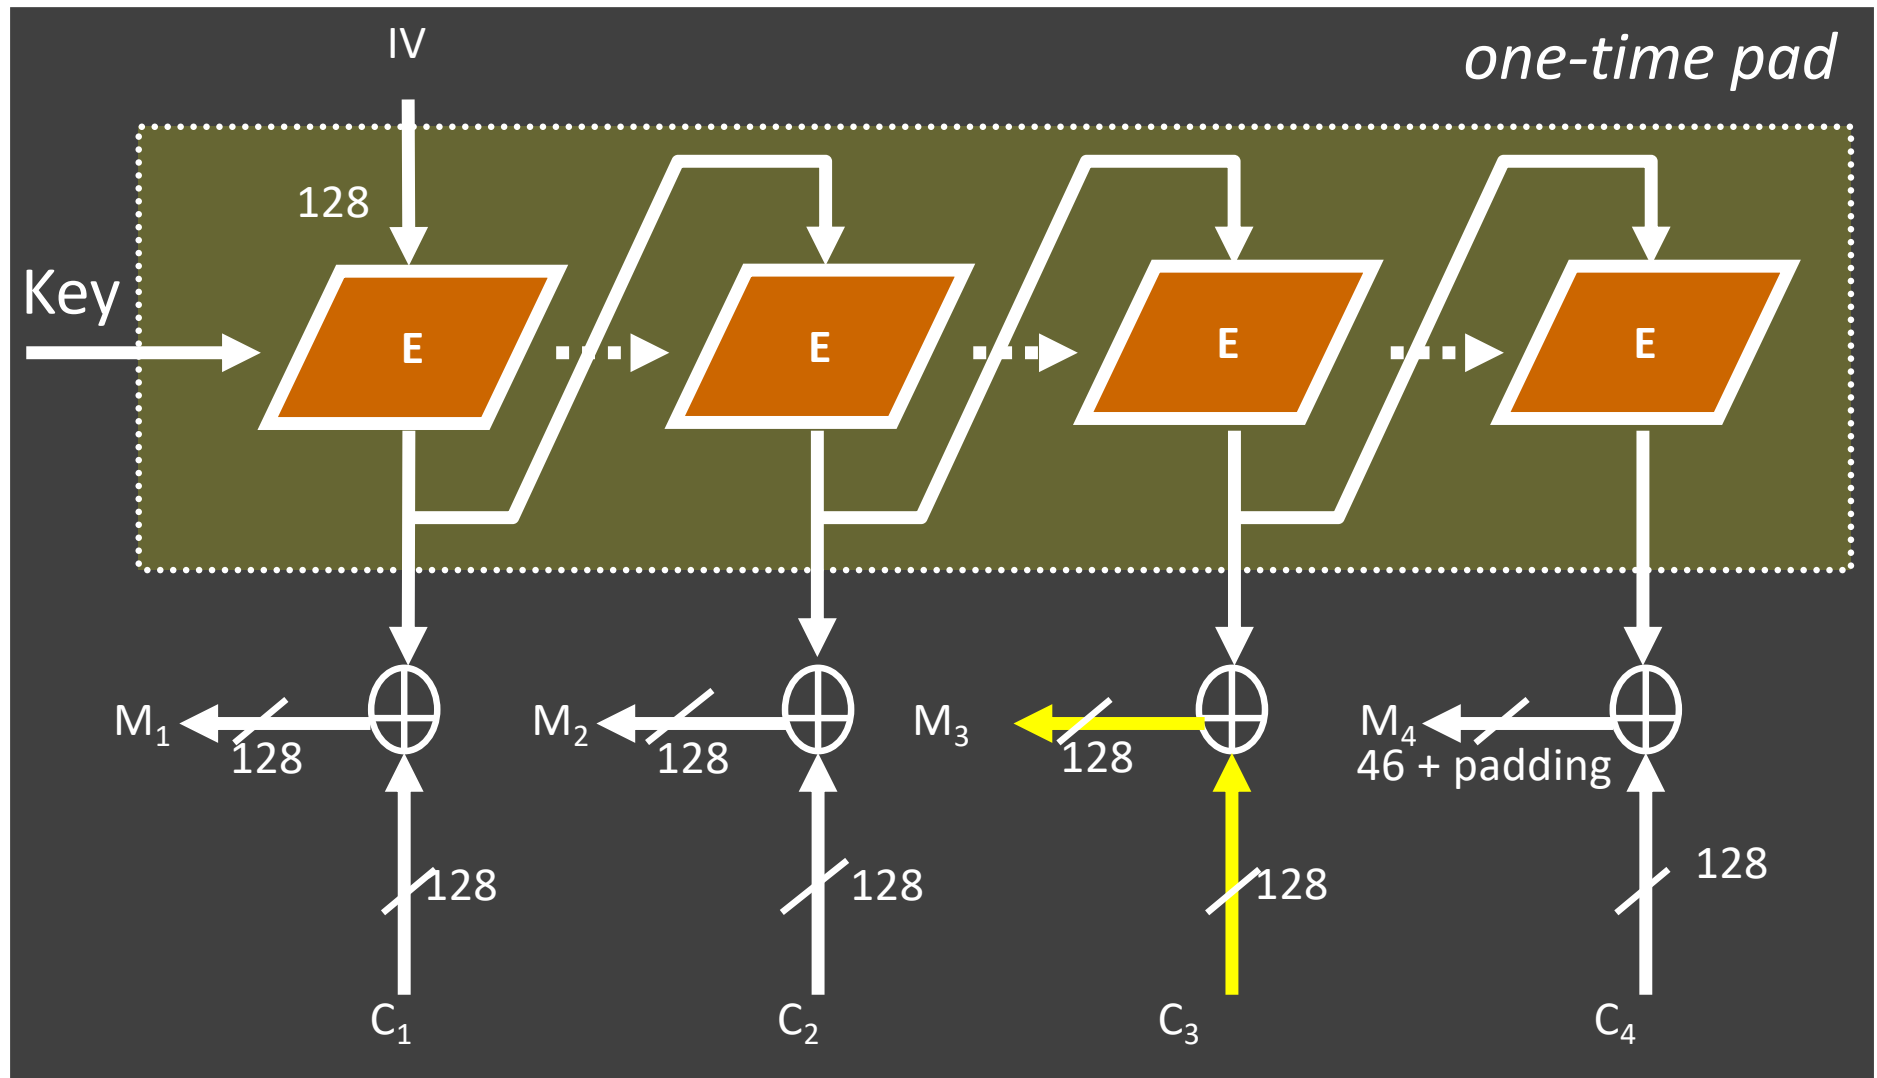 IV
one-time pad
128
Key
E E E E
M₁ M₂ M₃ M₄
128 128 128 46 + padding
128 128 128 128
C₁ C₂ C₃ C₄